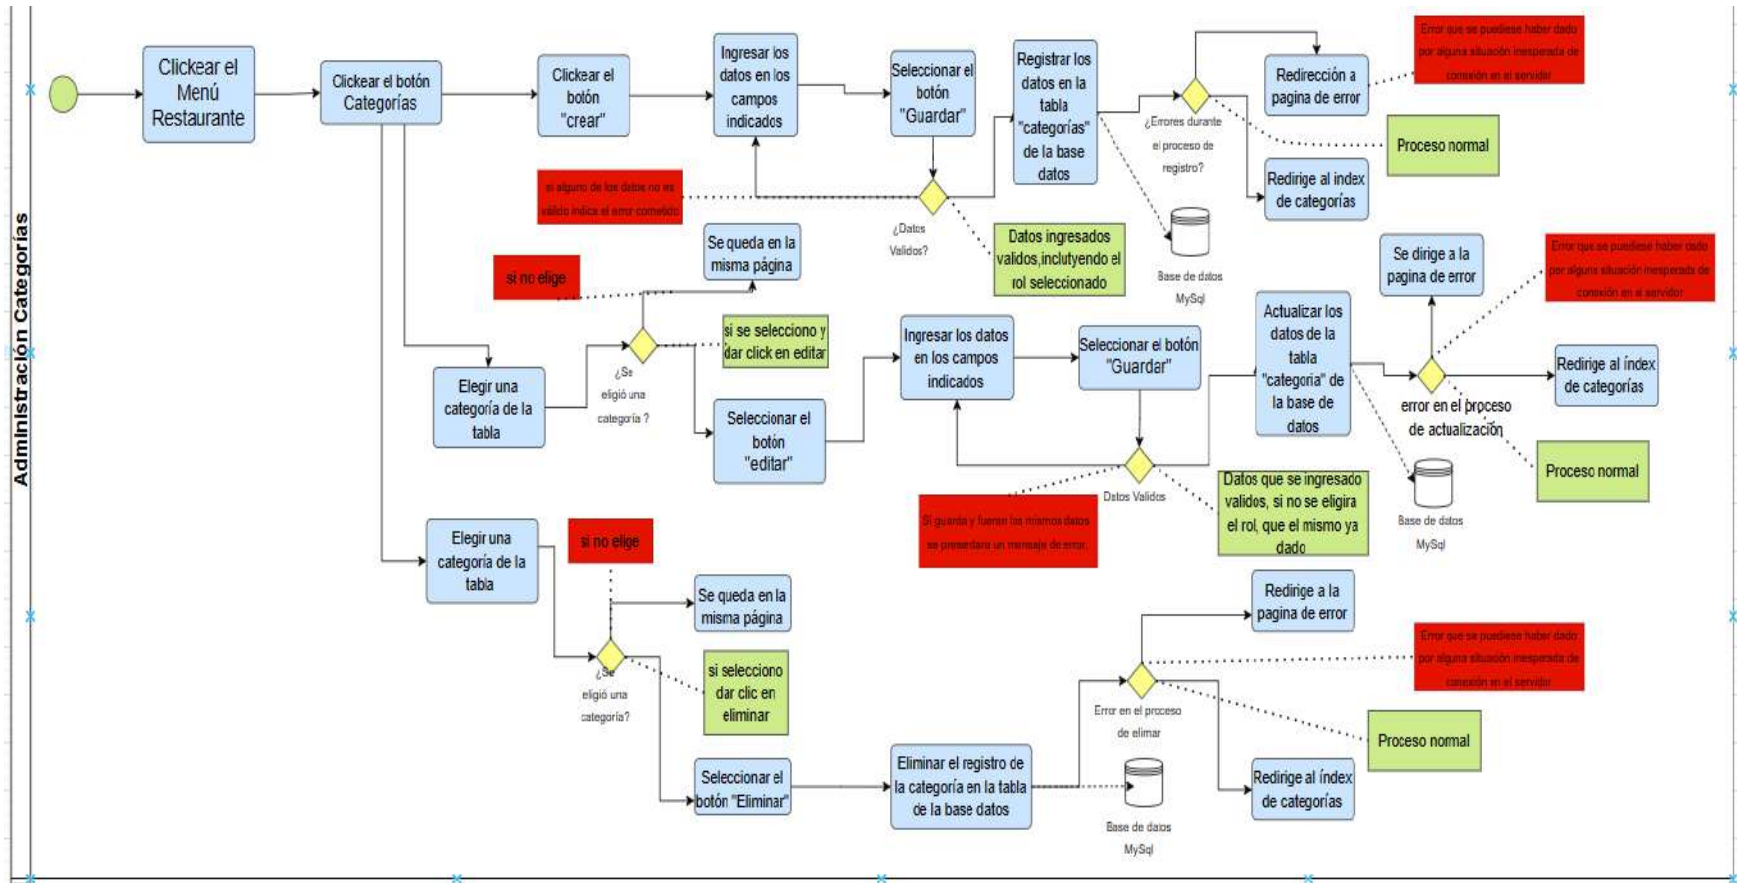 Administración Categorías
Clickear el
Menú
Restaurante
Clickear el botón
Categorías
Clickear el
botón
"crear"
Ingresar los
datos en los
campos
indicados
Seleccionar el
botón
"Guardar"
Registrar los
datos en la
tabla
"categorías"
de la base
datos
¿Errores durante
el proceso de
registro?
Redirección a
pagina de error
Error que se puediese haber dado
por alguna situación inesperada de
conexión en el servidor
Proceso normal
Redirige al index
de categorías
si alguno de los datos no es
válido indica el error cometido
¿Datos
Validos?
Datos ingresados
validos,inclutyendo el
rol seleccionado
Base de datos
MySql
Se queda en la
misma página
si no elige
si se selecciono y
dar click en editar
Elegir una
categoría de la
tabla
¿Se
eligió una
categoría ?
Seleccionar el
botón
"editar"
Ingresar los datos
en los campos
indicados
Seleccionar el botón
"Guardar"
Actualizar los
datos de la
tabla
"categoria" de
la base de
datos
Se dirige a la
pagina de error
Error que se puediese haber dado
por alguna situación inesperada de
conexión en el servidor
Redirige al índex
de categorías
error en el proceso
de actualización
Proceso normal
Datos Validos
SI guarda y fueran los mismos datos
se presentara un mensaje de error.
Datos que se ingresado
validos, si no se eligira
el rol, que el mismo ya
dado
Base de datos
MySql
Elegir una
categoría de la
tabla
si no elige
Se queda en la
misma página
¿Se
eligió una
categoría?
si selecciono
dar clic en
eliminar
Seleccionar el
botón "Eliminar"
Eliminar el registro de
la categoría en la tabla
de la base datos
Redirige a la
pagina de error
Error que se puediese haber dado
por alguna situación inesperada de
conexión en el servidor
Error en el proceso
de elimar
Proceso normal
Redirige al índex
de categorías
Base de datos
MySql